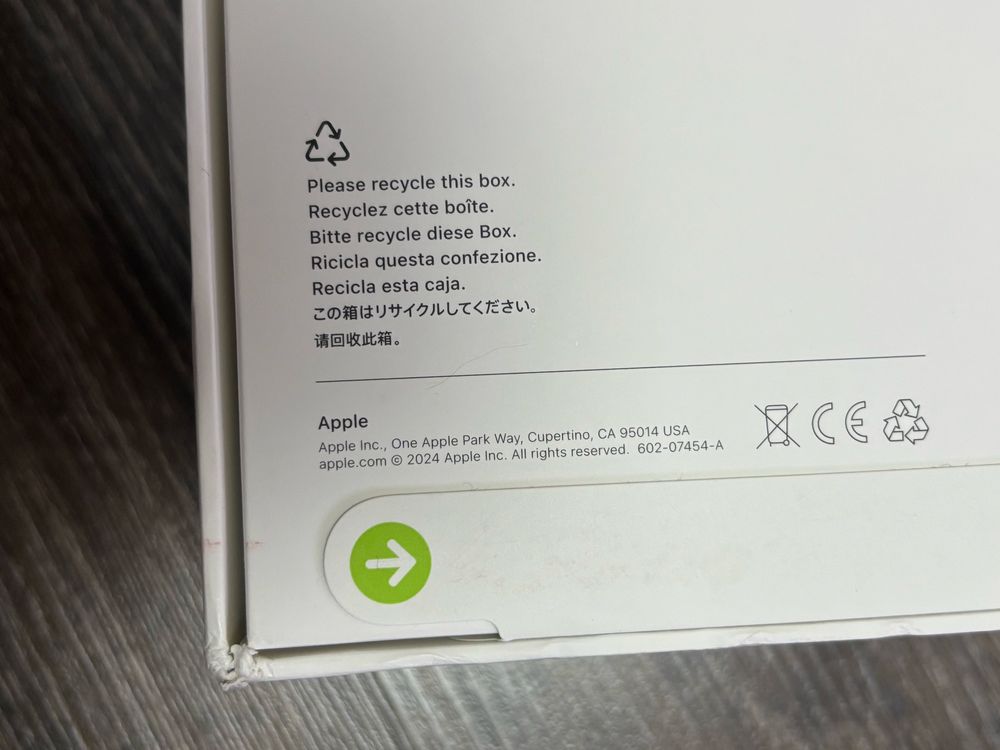 Please recycle this box.
Recyclez cette boîte.
Bitte recycle diese Box.
Ricicla questa confezione.
Recicla esta caja.
この箱はリサイクルしてください。
请回收此箱。
Apple
Apple Inc., One Apple Park Way, Cupertino, CA 95014 USA
apple.com © 2024 Apple Inc. All rights reserved. 602-07454-A
CE